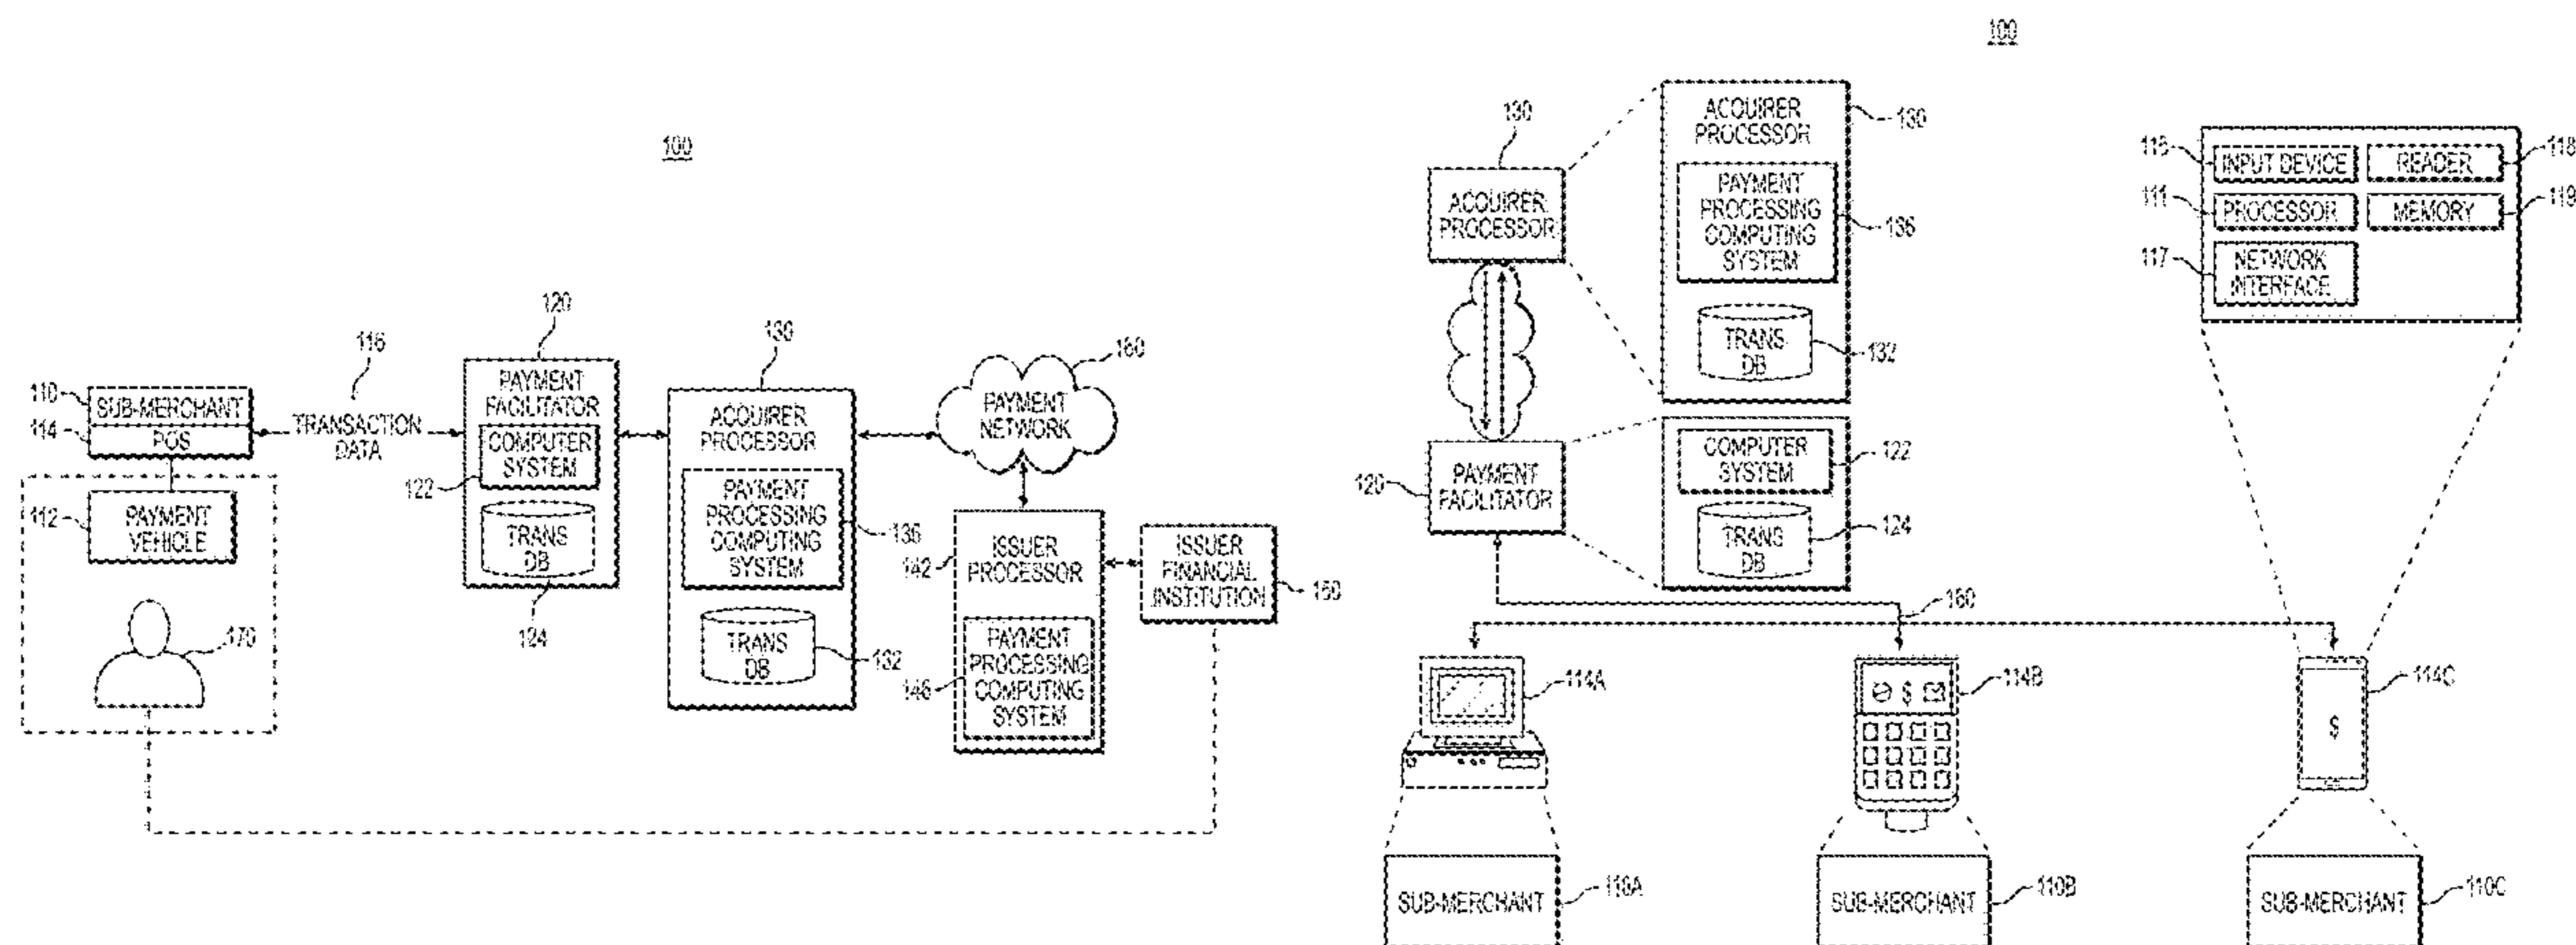 100
120
130
116
160
110
SUB-MERCHANT
114
POS
TRANSACTION
DATA
PAYMENT
FACILITATOR
COMPUTER
SYSTEM
122
TRANS
DB
124
ACQUIRER
PROCESSOR
PAYMENT
PROCESSING
COMPUTING
SYSTEM
136
TRANS
DB
132
PAYMENT
NETWORK
112
PAYMENT
VEHICLE
170
142
ISSUER
PROCESSOR
146
PAYMENT
PROCESSING
COMPUTING
SYSTEM
ISSUER
FINANCIAL
INSTITUTION
100
130
ACQUIRER
PROCESSOR
ACQUIRER
PROCESSOR
130
PAYMENT
PROCESSING
COMPUTING
SYSTEM
136
TRANS
DB
132
120
PAYMENT
FACILITATOR
COMPUTER
SYSTEM
122
TRANS
DB
124
INPUT DEVICE
READER
118
111
PROCESSOR
MEMORY
119
117
NETWORK
INTERFACE
114A
$
114B
$
114C
SUB-MERCHANT
110A
SUB-MERCHANT
110B
SUB-MERCHANT
110C